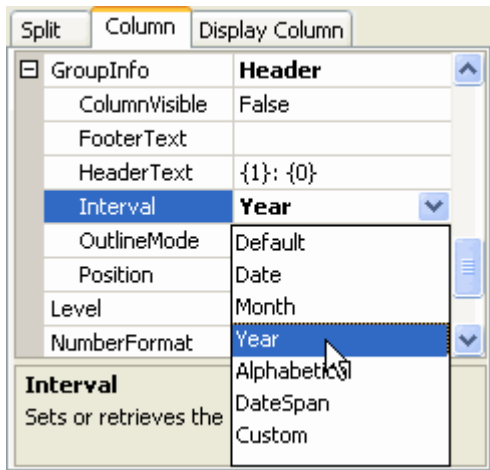 Split Column Display Column
GroupInfo Header
ColumnVisible False
FooterText
HeaderText {1}: {0}
Interval Year
OutlineMode Default
Position Date
Level Month
NumberFormat Year
Alphabetical
Interval DateSpan
Sets or retrieves the Custom